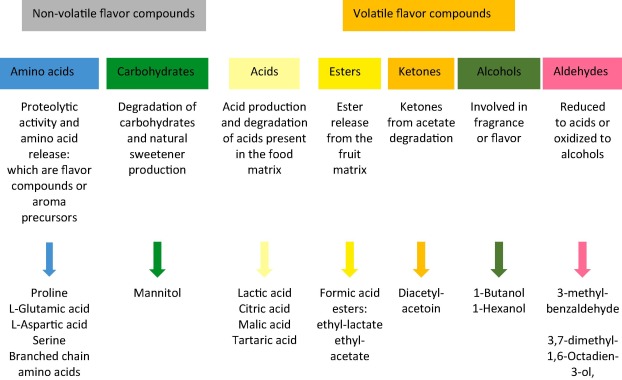 Non-volatile flavor compounds
Volatile flavor compounds
Amino acids
Carbohydrates
Acids
Esters
Ketones
Alcohols
Aldehydes
Proteolytic
activity and
amino acid
release:
which are flavor
compounds or
aroma
precursors
Degradation of
carbohydrates
and natural
sweetener
production
Acid production
and degradation
of acids present
in the food
matrix
Ester
release
from the
fruit
matrix
Ketones
from acetate
degradation
Involved in
fragrance
or flavor
Reduced
to acids or
oxidized to
alcohols
Proline
L-Glutamic acid
L-Aspartic acid
Serine
Branched chain
amino acids
Mannitol
Lactic acid
Citric acid
Malic acid
Tartaric acid
Formic acid
esters:
ethyl-lactate
ethyl-
acetate
Diacetyl-
acetoin
1-Butanol
1-Hexanol
3-methyl-
benzaldehyde
3,7-dimethyl-
1,6-Octadien-
3-ol,